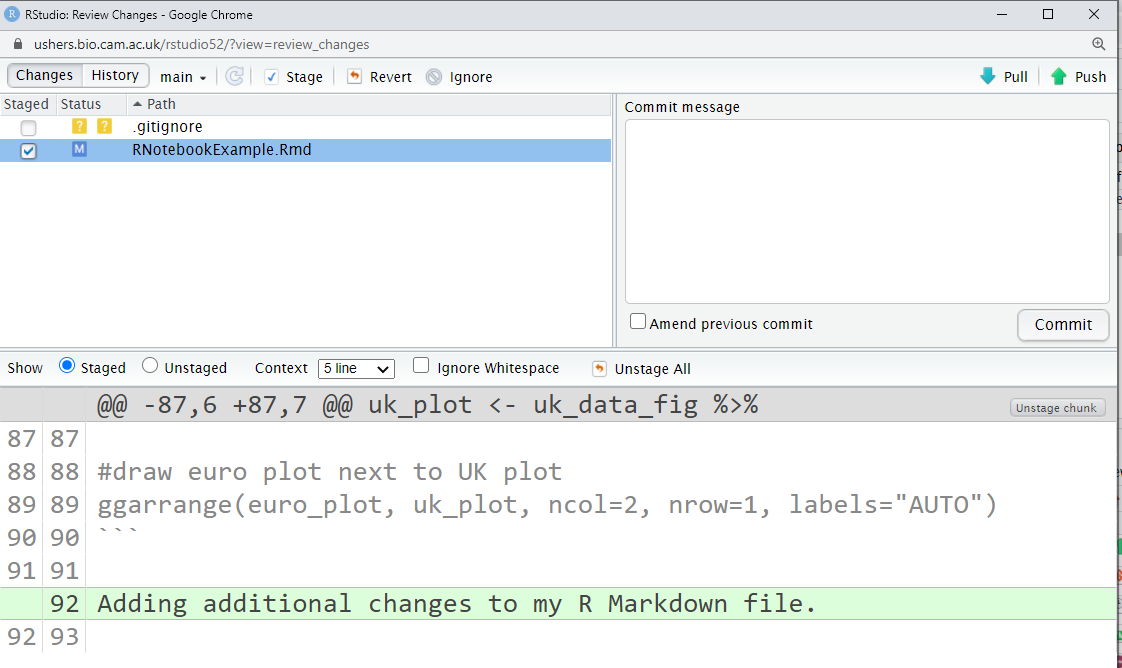 R RStudio: Review Changes - Google Chrome
ushers.bio.cam.ac.uk/rstudio52/?view=review_changes
Changes History main Stage Revert Ignore Pull Push
Staged Status Path
? ? .gitignore
M RNotebookExample.Rmd
Commit message
Amend previous commit Commit
Show Staged Unstaged Context 5 line Ignore Whitespace Unstage All
@@ -87,6 +87,7 @@ uk_plot <- uk_data_fig %>% Unstage chunk
87 87
88 88 #draw euro plot next to UK plot
89 89 ggarrange(euro_plot, uk_plot, ncol=2, nrow=1, labels="AUTO")
90 90 ```
91 91
92 Adding additional changes to my R Markdown file.
92 93